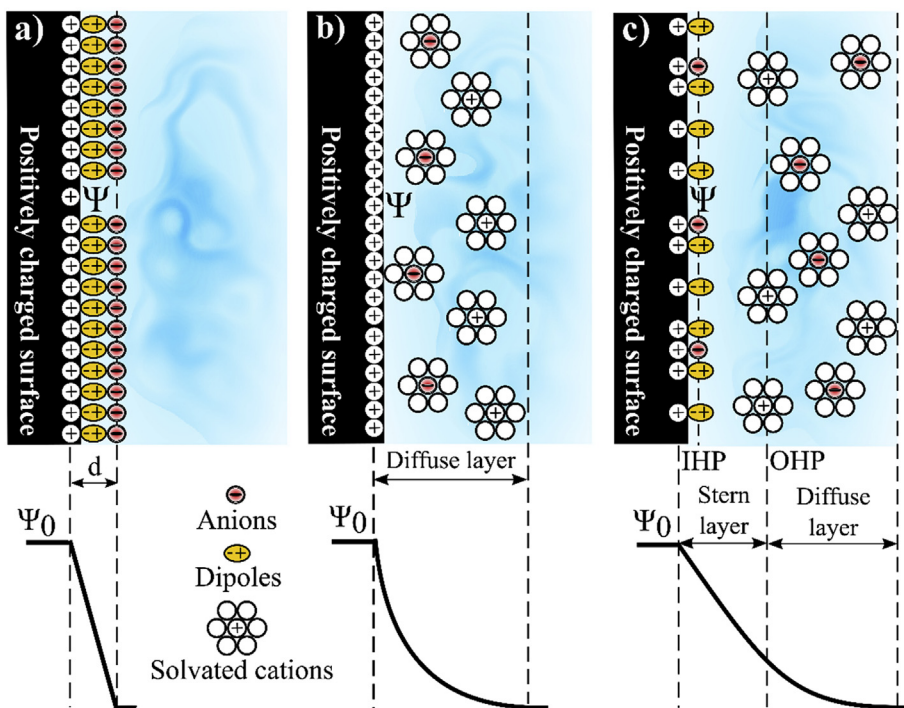 a)
Positively charged surface
Ψ
d
Ψ0
b)
Positively charged surface
Ψ
Diffuse layer
Ψ0
c)
Positively charged surface
Ψ
IHP
OHP
Stern
layer
Diffuse
layer
Ψ0
Anions
Dipoles
Solvated cations